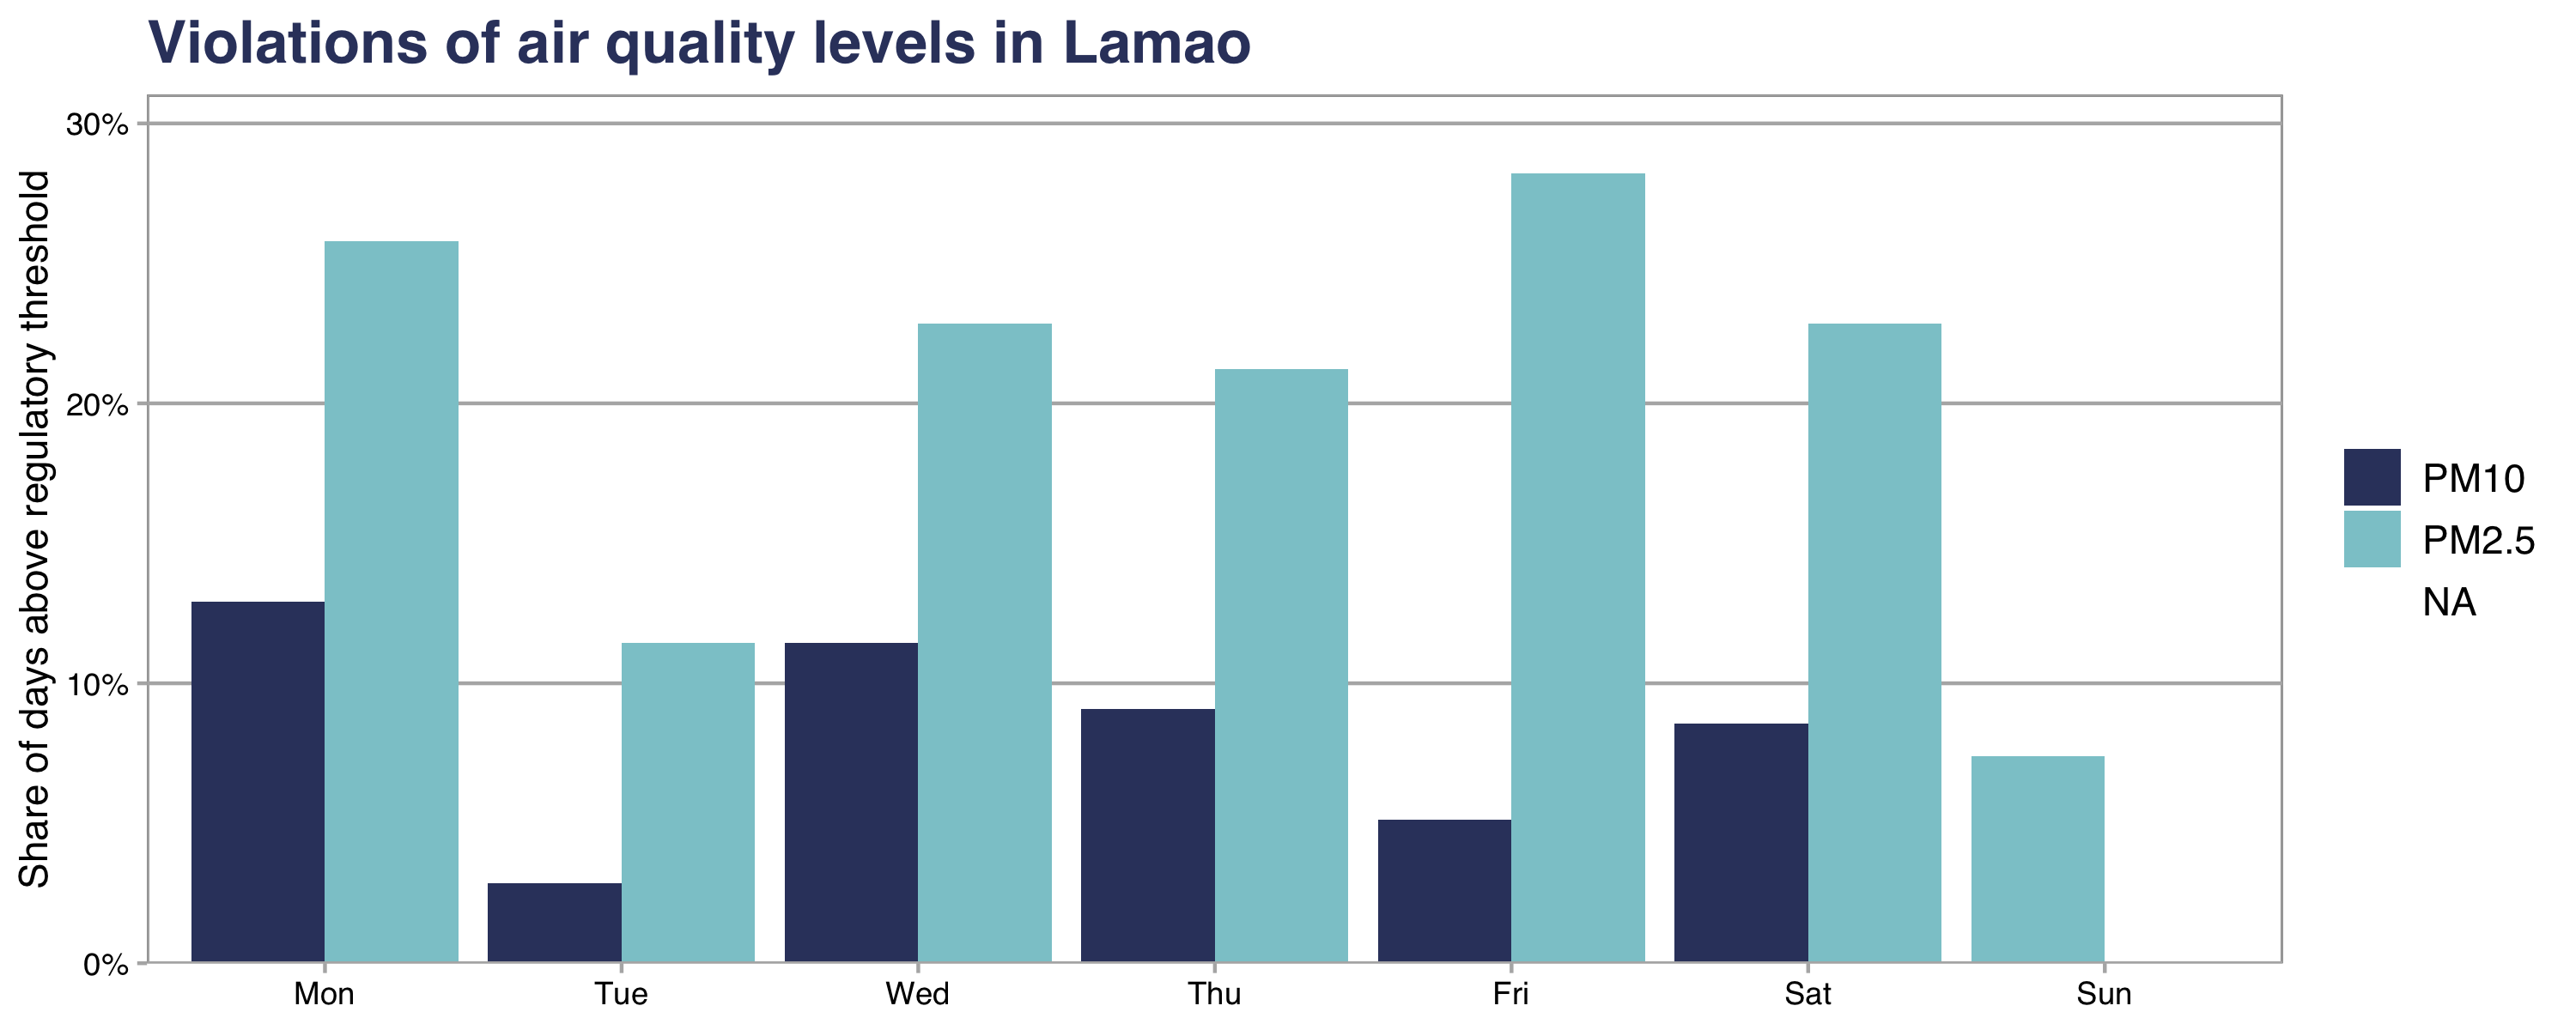 Violations of air quality levels in Lamao
Share of days above regulatory threshold
30%
20%
10%
0%
Mon
Tue
Wed
Thu
Fri
Sat
Sun
PM10
PM2.5
NA